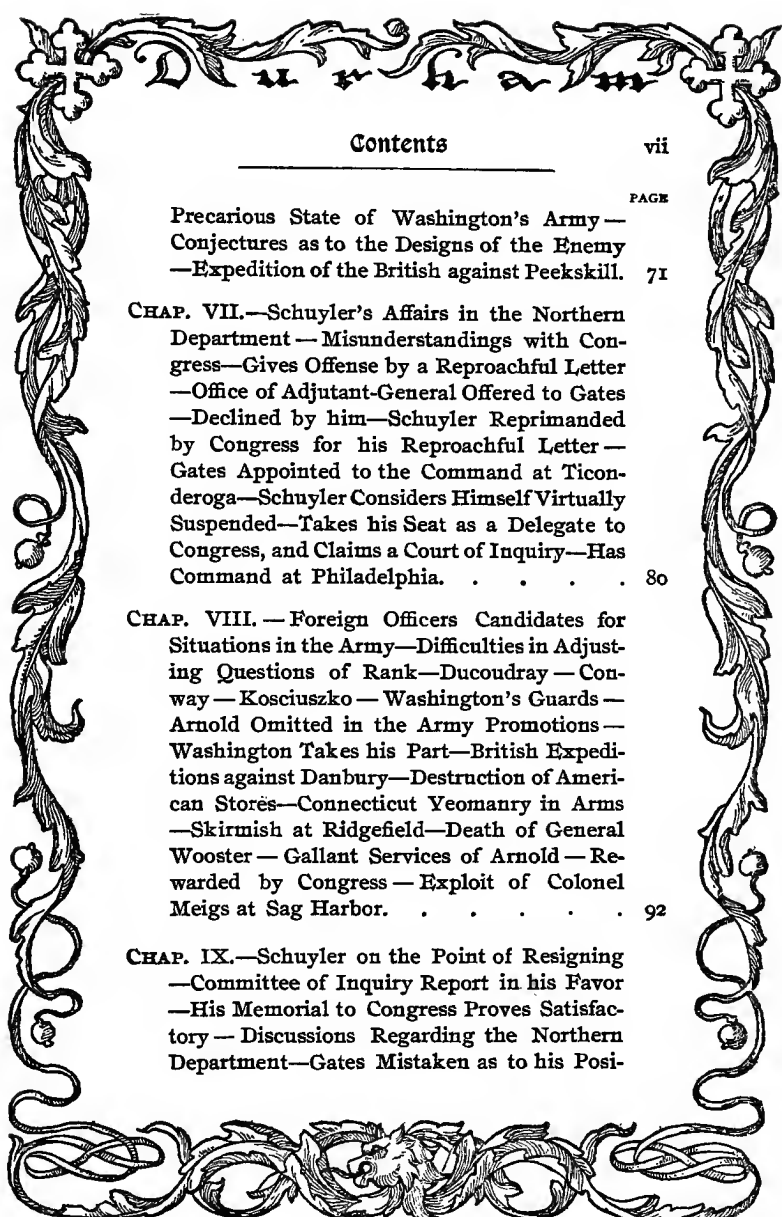 Durham
Contents vii
PAGE
Precarious State of Washington's Army—
Conjectures as to the Designs of the Enemy
—Expedition of the British against Peekskill. 71
CHAP. VII.—Schuyler's Affairs in the Northern
Department — Misunderstandings with Con-
gress—Gives Offense by a Reproachful Letter
—Office of Adjutant-General Offered to Gates
—Declined by him—Schuyler Reprimanded
by Congress for his Reproachful Letter—
Gates Appointed to the Command at Ticon-
deroga—Schuyler Considers Himself Virtually
Suspended—Takes his Seat as a Delegate to
Congress, and Claims a Court of Inquiry—Has
Command at Philadelphia. . . . . 80
CHAP. VIII. — Foreign Officers Candidates for
Situations in the Army—Difficulties in Adjust-
ing Questions of Rank—Ducoudray — Con-
way — Kosciuszko — Washington's Guards —
Arnold Omitted in the Army Promotions —
Washington Takes his Part—British Expedi-
tions against Danbury—Destruction of Ameri-
can Stores—Connecticut Yeomanry in Arms
—Skirmish at Ridgefield—Death of General
Wooster — Gallant Services of Arnold — Re-
warded by Congress — Exploit of Colonel
Meigs at Sag Harbor. . . . . . 92
CHAP. IX.—Schuyler on the Point of Resigning
—Committee of Inquiry Report in his Favor
—His Memorial to Congress Proves Satisfac-
tory — Discussions Regarding the Northern
Department—Gates Mistaken as to his Posi-